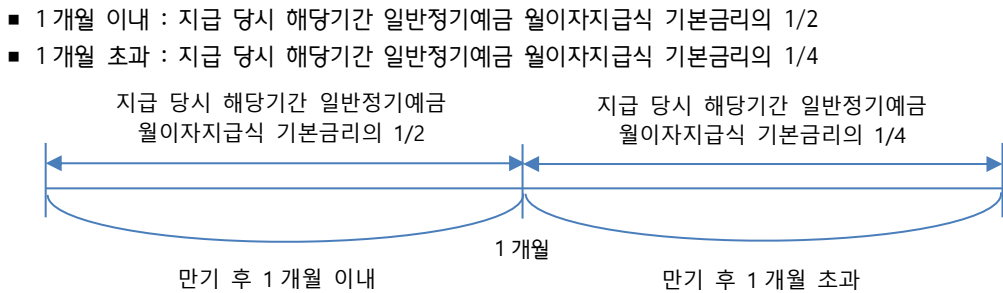 ▪ 1개월 이내 : 지급 당시 해당기간 일반정기예금 월이자지급식 기본금리의 1/2
▪ 1개월 초과 : 지급 당시 해당기간 일반정기예금 월이자지급식 기본금리의 1/4
지급 당시 해당기간 일반정기예금
월이자지급식 기본금리의 1/2
지급 당시 해당기간 일반정기예금
월이자지급식 기본금리의 1/4
1개월
만기 후 1개월 이내
만기 후 1개월 초과